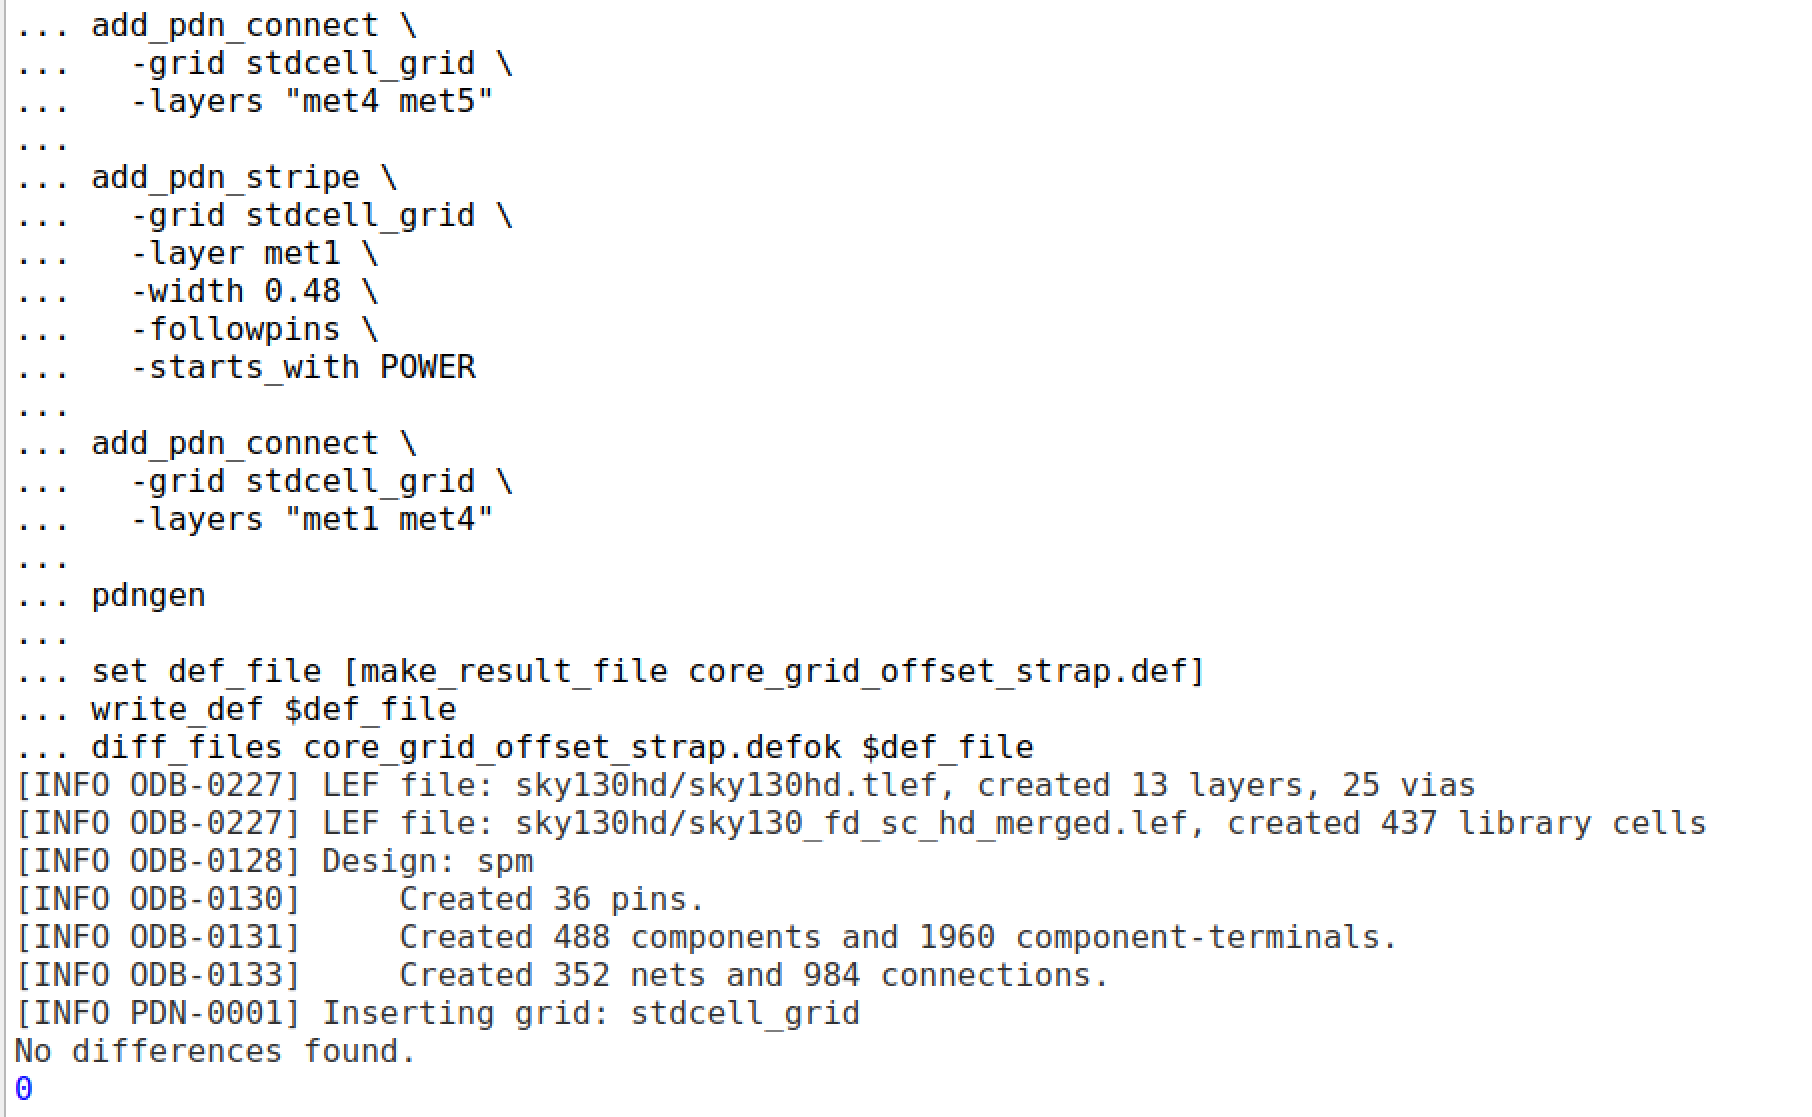 ... add_pdn_connect \
...   -grid stdcell_grid \
...   -layers "met4 met5"
...
... add_pdn_stripe \
...   -grid stdcell_grid \
...   -layer met1 \
...   -width 0.48 \
...   -followpins \
...   -starts_with POWER
...
... add_pdn_connect \
...   -grid stdcell_grid \
...   -layers "met1 met4"
...
... pdngen
...
... set def_file [make_result_file core_grid_offset_strap.def]
... write_def $def_file
... diff_files core_grid_offset_strap.defok $def_file
[INFO ODB-0227] LEF file: sky130hd/sky130hd.tlef, created 13 layers, 25 vias
[INFO ODB-0227] LEF file: sky130hd/sky130_fd_sc_hd_merged.lef, created 437 library cells
[INFO ODB-0128] Design: spm
[INFO ODB-0130]     Created 36 pins.
[INFO ODB-0131]     Created 488 components and 1960 component-terminals.
[INFO ODB-0133]     Created 352 nets and 984 connections.
[INFO PDN-0001] Inserting grid: stdcell_grid
No differences found.
0